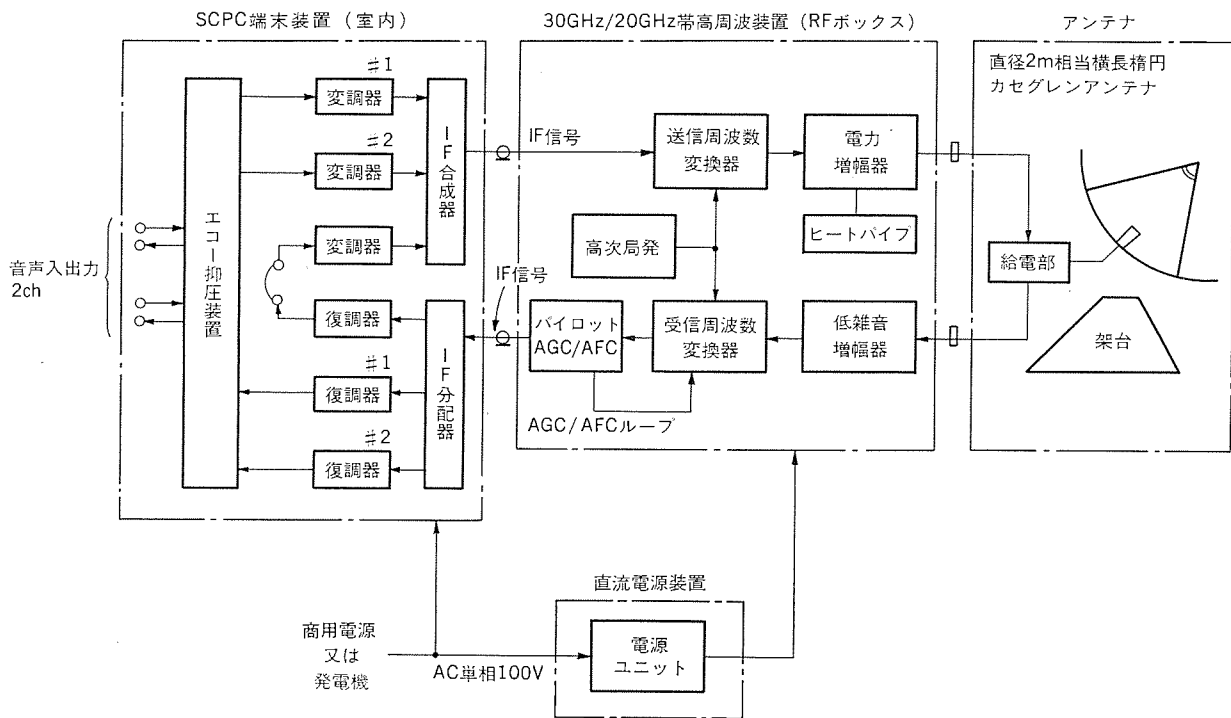 SCPC端末装置（室内）
30GHz/20GHz帯高周波装置（RFボックス）
アンテナ
直径2m相当横長楕円
カセグレンアンテナ
音声入出力
2ch
エコー抑圧装置
#1
変調器
#2
変調器
変調器
復調器
#1
復調器
#2
復調器
IF合成器
IF分配器
IF信号
IF信号
送信周波数
変換器
電力
増幅器
ヒートパイプ
高次局発
パイロット
AGC/AFC
受信周波数
変換器
低雑音
増幅器
AGC/AFCループ
給電部
架台
直流電源装置
電源
ユニット
商用電源
又は
発電機
AC単相100V